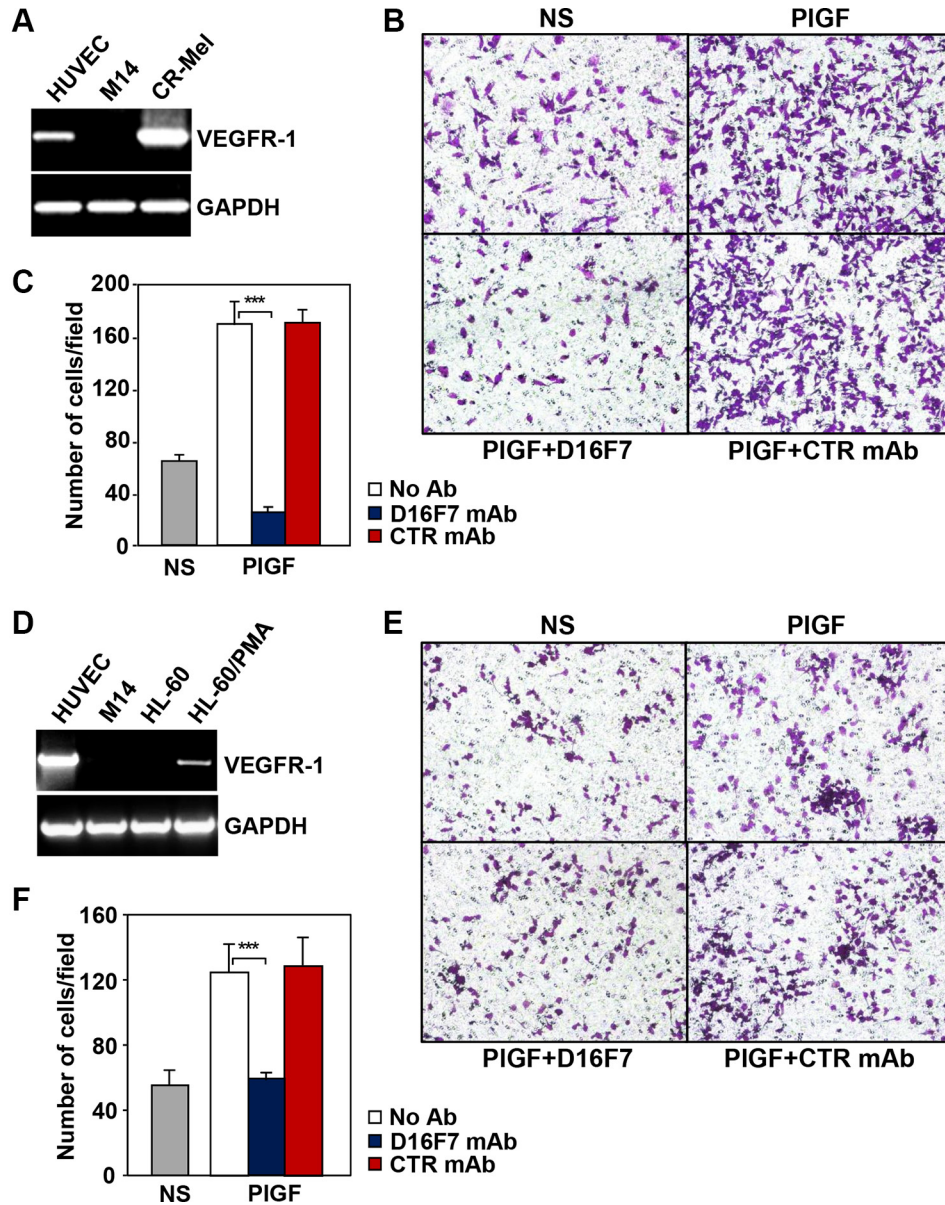 A
HUVEC
M14
CR-Mel
VEGFR-1
GAPDH
B
NS
PlGF
PlGF+D16F7
PlGF+CTR mAb
C
Number of cells/field
200
160
120
80
40
0
***
NS
PlGF
No Ab
D16F7 mAb
CTR mAb
D
HUVEC
M14
HL-60
HL-60/PMA
VEGFR-1
GAPDH
E
NS
PlGF
PlGF+D16F7
PlGF+CTR mAb
F
Number of cells/field
160
120
80
40
0
***
NS
PlGF
No Ab
D16F7 mAb
CTR mAb